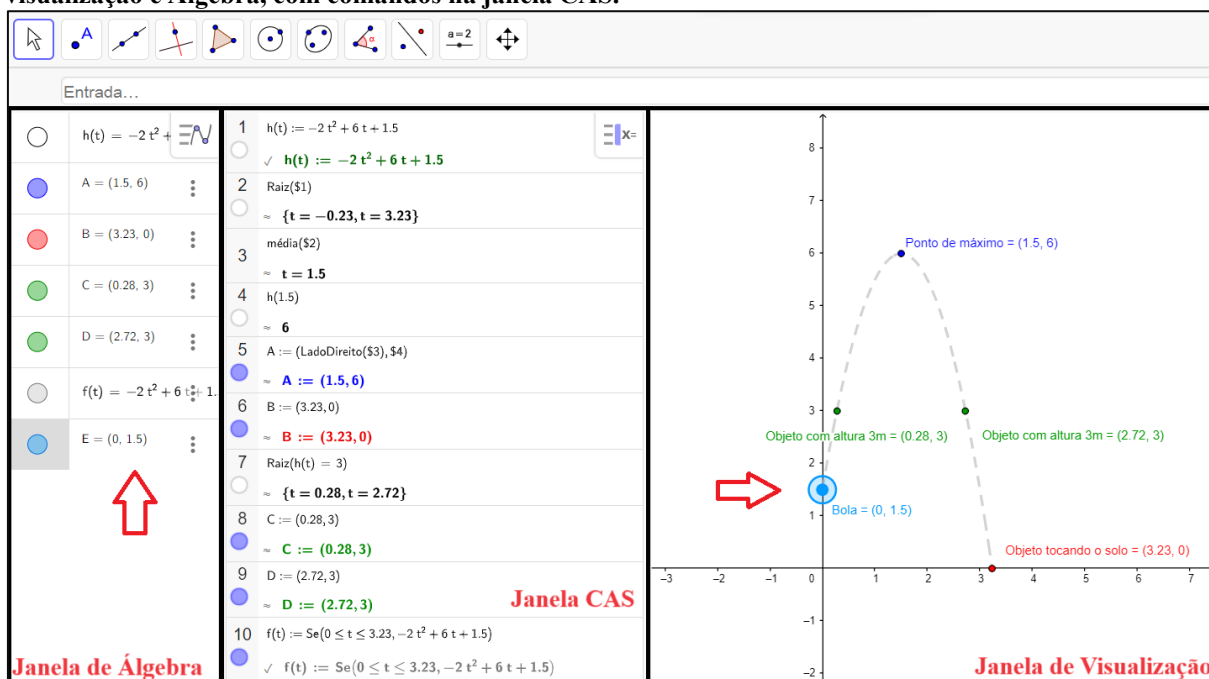 visualização e Álgebra, com comandos na janela CAS.
A
α
a = 2
Entrada...
h(t) = −2 t² +
A = (1.5, 6)
B = (3.23, 0)
C = (0.28, 3)
D = (2.72, 3)
f(t) = −2 t² + 6 t + 1.
E = (0, 1.5)
Janela de Álgebra
x=
1 h(t) := −2 t² + 6 t + 1.5
✓ h(t) := −2 t² + 6 t + 1.5
2 Raiz($1)
≈ {t = −0.23, t = 3.23}
3 média($2)
≈ t = 1.5
4 h(1.5)
≈ 6
5 A := (LadoDireito($3), $4)
≈ A := (1.5, 6)
6 B := (3.23, 0)
≈ B := (3.23, 0)
7 Raiz(h(t) = 3)
≈ {t = 0.28, t = 2.72}
8 C := (0.28, 3)
≈ C := (0.28, 3)
9 D := (2.72, 3)
≈ D := (2.72, 3)
Janela CAS
10 f(t) := Se(0 ≤ t ≤ 3.23, −2 t² + 6 t + 1.5)
✓ f(t) := Se(0 ≤ t ≤ 3.23, −2 t² + 6 t + 1.5)
8
7
Ponto de máximo = (1.5, 6)
6
5
4
3
Objeto com altura 3m = (0.28, 3)
Objeto com altura 3m = (2.72, 3)
2
Bola = (0, 1.5)
1
Objeto tocando o solo = (3.23, 0)
−3 −2 −1 0 1 2 3 4 5 6 7
−1
−2
Janela de Visualização